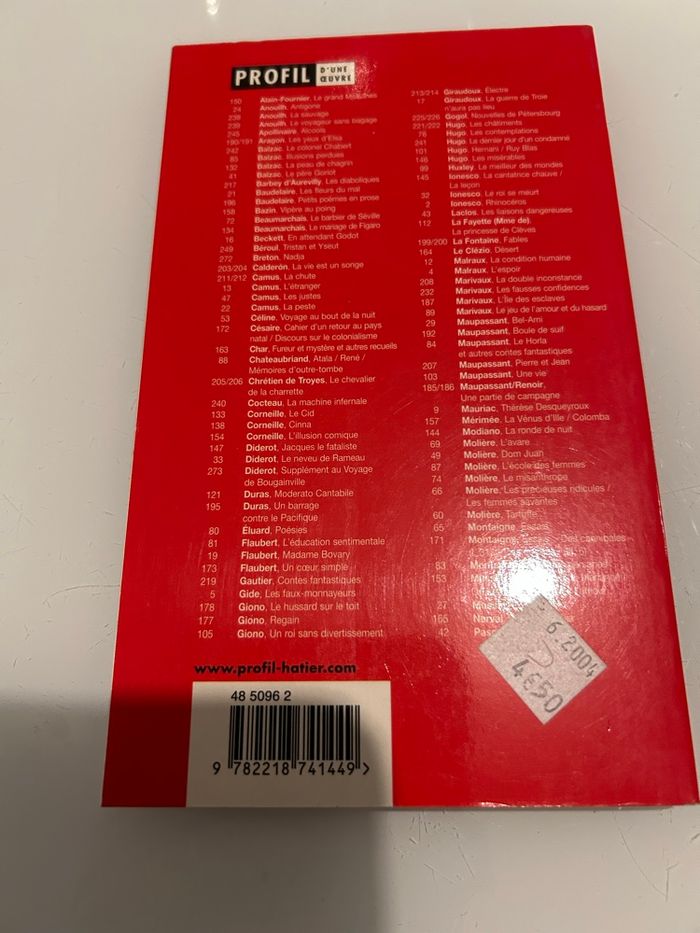 PROFIL D'UNE ŒUVRE
150 Alain-Fournier, Le grand Meaulnes
24 Anouilh, Antigone
238 Anouilh, La sauvage
239 Anouilh, Le voyageur sans bagage
245 Apollinaire, Alcools
190/191 Aragon, Les yeux d'Elsa
242 Balzac, Le colonel Chabert
85 Balzac, Illusions perdues
132 Balzac, La peau de chagrin
41 Balzac, Le père Goriot
217 Barbey d'Aurevilly, Les diaboliques
21 Baudelaire, Les fleurs du mal
196 Baudelaire, Petits poèmes en prose
158 Bazin, Vipère au poing
72 Beaumarchais, Le barbier de Séville
134 Beaumarchais, Le mariage de Figaro
16 Beckett, En attendant Godot
249 Béroul, Tristan et Yseut
272 Breton, Nadja
203/204 Calderón, La vie est un songe
211/212 Camus, La chute
13 Camus, L'étranger
47 Camus, Les justes
22 Camus, La peste
53 Céline, Voyage au bout de la nuit
172 Césaire, Cahier d'un retour au pays
natal / Discours sur le colonialisme
163 Char, Fureur et mystère et autres recueils
88 Chateaubriand, Atala / René /
Mémoires d'outre-tombe
205/206 Chrétien de Troyes, Le chevalier
de la charrette
240 Cocteau, La machine infernale
133 Corneille, Le Cid
138 Corneille, Cinna
154 Corneille, L'illusion comique
147 Diderot, Jacques le fataliste
33 Diderot, Le neveu de Rameau
273 Diderot, Supplément au Voyage
de Bougainville
121 Duras, Moderato Cantabile
195 Duras, Un barrage
contre le Pacifique
80 Éluard, Poésies
81 Flaubert, L'éducation sentimentale
19 Flaubert, Madame Bovary
173 Flaubert, Un cœur simple
219 Gautier, Contes fantastiques
5 Gide, Les faux-monnayeurs
178 Giono, Le hussard sur le toit
177 Giono, Regain
105 Giono, Un roi sans divertissement
213/214 Giraudoux, Électre
17 Giraudoux, La guerre de Troie
n'aura pas lieu
225/226 Gogol, Nouvelles de Pétersbourg
221/222 Hugo, Les châtiments
78 Hugo, Les contemplations
241 Hugo, Le dernier jour d'un condamné
101 Hugo, Hernani / Ruy Blas
146 Hugo, Les misérables
99 Huxley, Le meilleur des mondes
145 Ionesco, La cantatrice chauve /
La leçon
32 Ionesco, Le roi se meurt
2 Ionesco, Rhinocéros
43 Laclos, Les liaisons dangereuses
112 La Fayette (Mme de),
La princesse de Clèves
199/200 La Fontaine, Fables
164 Le Clézio, Désert
12 Malraux, La condition humaine
4 Malraux, L'espoir
208 Marivaux, La double inconstance
232 Marivaux, Les fausses confidences
187 Marivaux, L'Île des esclaves
89 Marivaux, Le jeu de l'amour et du hasard
29 Maupassant, Bel-Ami
192 Maupassant, Boule de suif
84 Maupassant, Le Horla
et autres contes fantastiques
207 Maupassant, Pierre et Jean
103 Maupassant, Une vie
185/186 Maupassant/Renoir,
Une partie de campagne
9 Mauriac, Thérèse Desqueyroux
157 Mérimée, La Vénus d'Ille / Colomba
144 Modiano, La ronde de nuit
69 Molière, L'avare
49 Molière, Dom Juan
87 Molière, L'école des femmes
74 Molière, Le misanthrope
66 Molière, Les précieuses ridicules /
Les femmes savantes
60 Molière, Tartuffe
65 Montaigne, Essais
171 Montaigne, Des cannibales
63
153
27
165 Nerval
42
6.2004
4€50
www.profil-hatier.com
48 5096 2
9 782218 741449 >